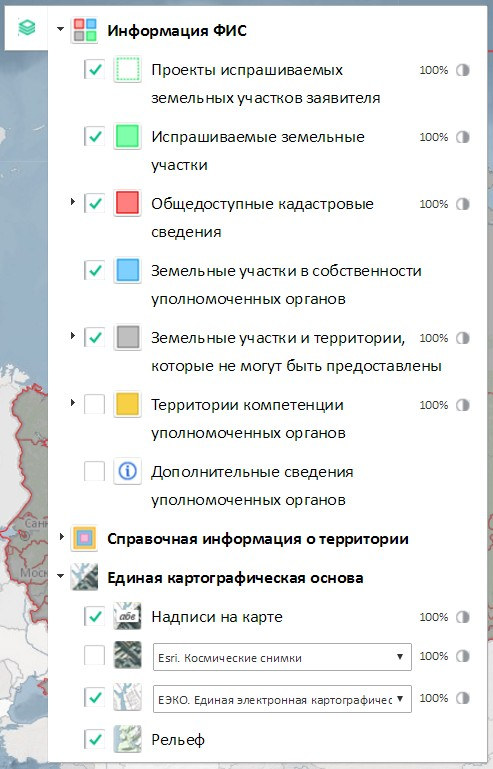 Информация ФИС
Проекты испрашиваемых 100%
земельных участков заявителя
Испрашиваемые земельные 100%
участки
Общедоступные кадастровые 100%
сведения
Земельные участки в собственности
уполномоченных органов
Земельные участки и территории, 100%
которые не могут быть предоставлены
Территории компетенции 100%
уполномоченных органов
Дополнительные сведения
уполномоченных органов
Справочная информация о территории
Единая картографическая основа
абв Надписи на карте 100%
Esri. Космические снимки 100%
ЕЭКО. Единая электронная картографичес 100%
Рельеф